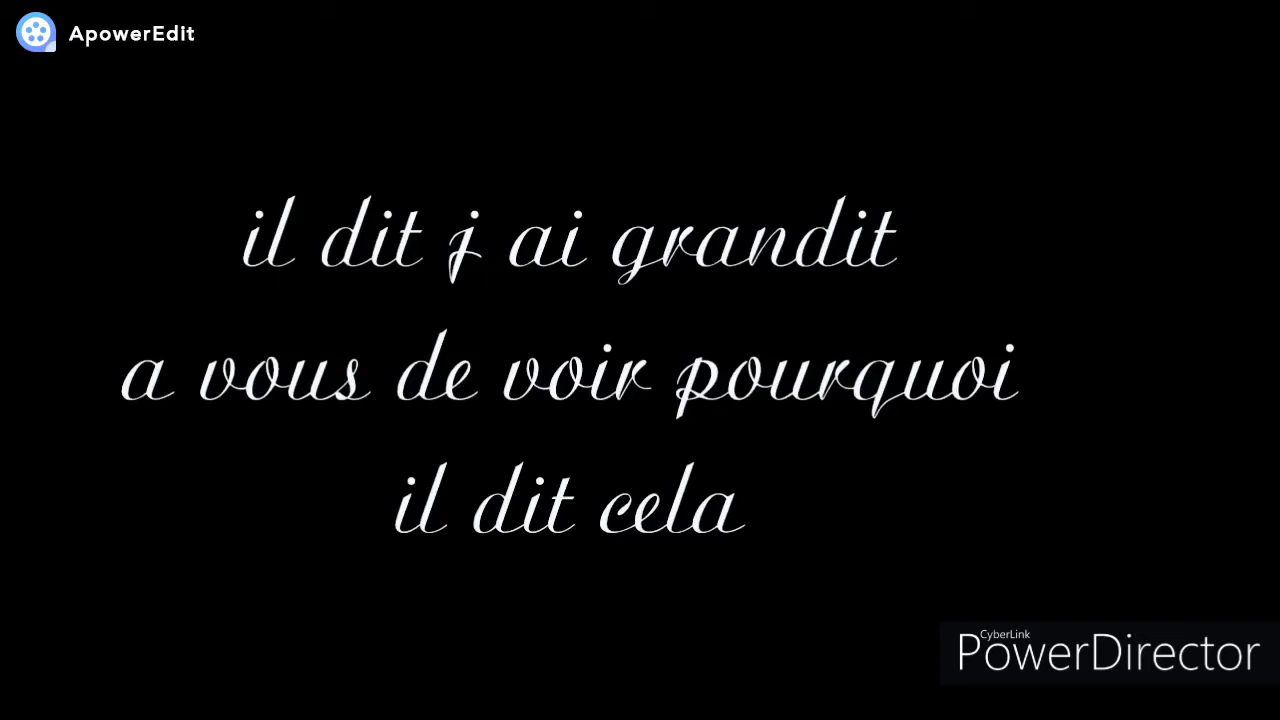 ApowerEdit
il dit j ai grandit
a vous de voir pourquoi
il dit cela
CyberLink
PowerDirector